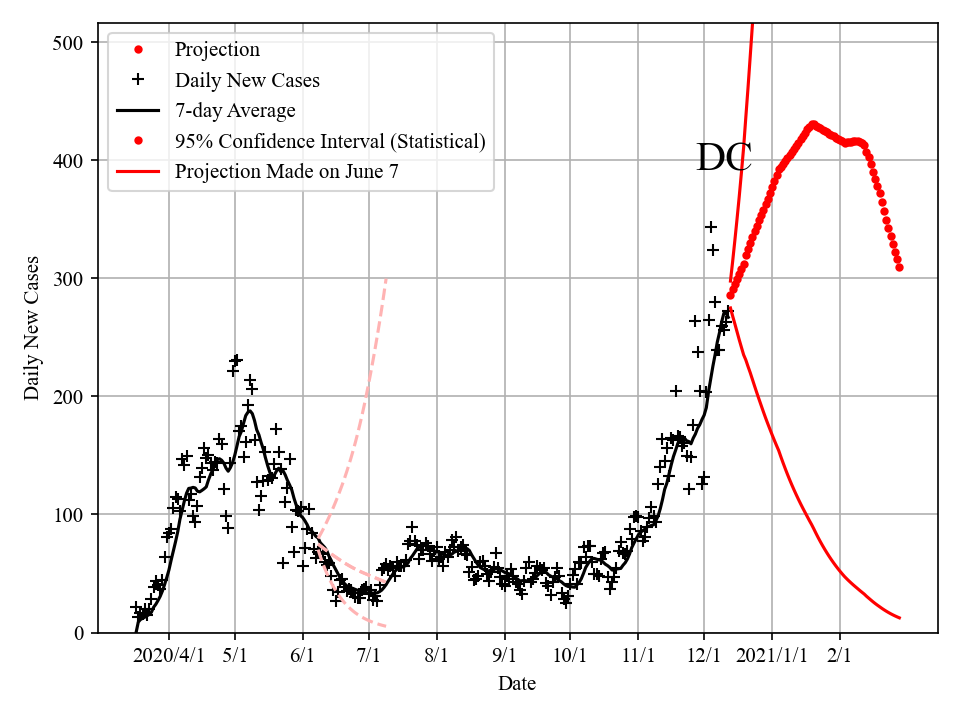 500
400
300
200
100
0
Daily New Cases
Projection
Daily New Cases
7-day Average
95% Confidence Interval (Statistical)
Projection Made on June 7
DC
2020/4/1 5/1 6/1 7/1 8/1 9/1 10/1 11/1 12/1 2021/1/1 2/1
Date